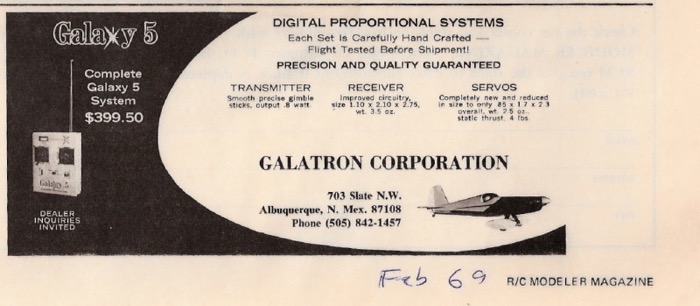 Galaxy 5
Complete
Galaxy 5
System
$399.50
Galaxy 5
DEALER
INQUIRIES
INVITED
DIGITAL PROPORTIONAL SYSTEMS
Each Set is Carefully Hand Crafted —
Flight Tested Before Shipment!
PRECISION AND QUALITY GUARANTEED
TRANSMITTER
Smooth precise gimble
sticks, output .8 watt.
RECEIVER
Improved circuitry,
size 1.10 x 2.10 x 2.75,
wt. 3.5 oz.
SERVOS
Completely new and reduced
in size to only .85 x 1.7 x 2.3
overall, wt. 2.5 oz.,
static thrust, 4 lbs.
GALATRON CORPORATION
703 Slate N.W.
Albuquerque, N. Mex. 87108
Phone (505) 842-1457
Feb 69
R/C MODELER MAGAZINE